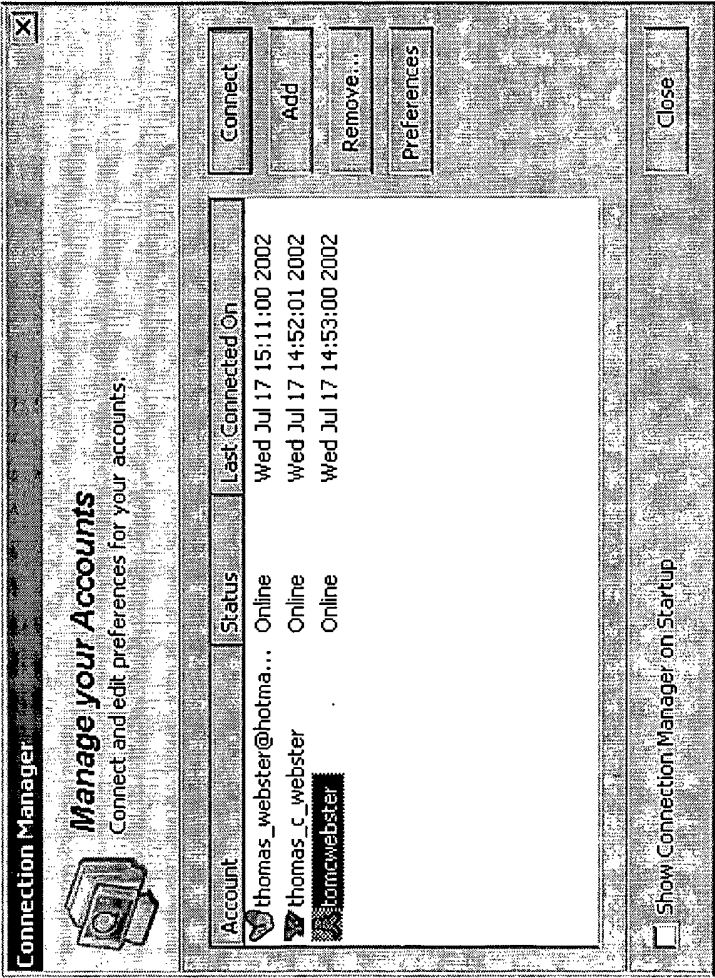 Connection Manager
Manage your Accounts
Connect and edit preferences for your accounts.
Account Status Last Connected On
thomas_webster@hotma... Online Wed Jul 17 15:11:00 2002
thomas_c_webster Online Wed Jul 17 14:52:01 2002
tomcwebster Online Wed Jul 17 14:53:00 2002
Connect
Add
Remove...
Preferences
Show Connection Manager on Startup
Close